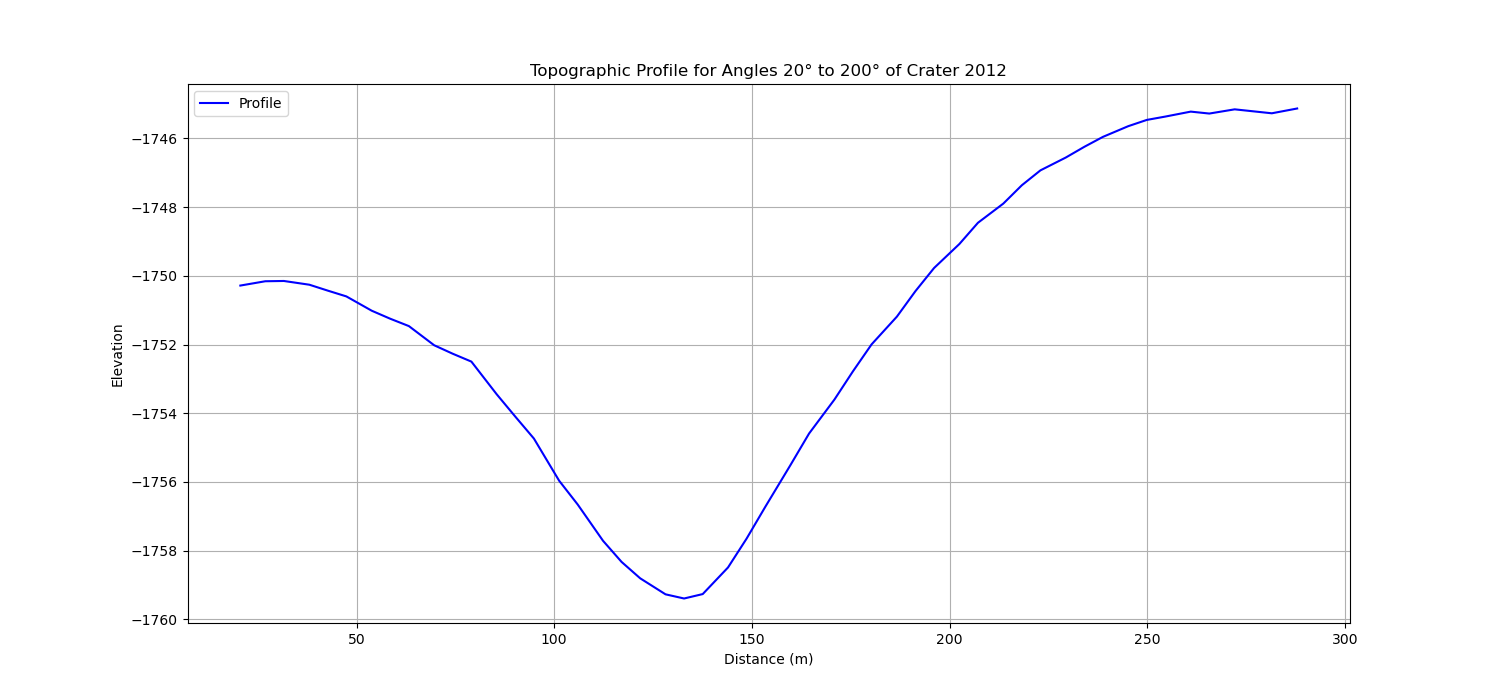 Topographic Profile for Angles 20° to 200° of Crater 2012
Profile
Elevation
−1746
−1748
−1750
−1752
−1754
−1756
−1758
−1760
50 100 150 200 250 300
Distance (m)